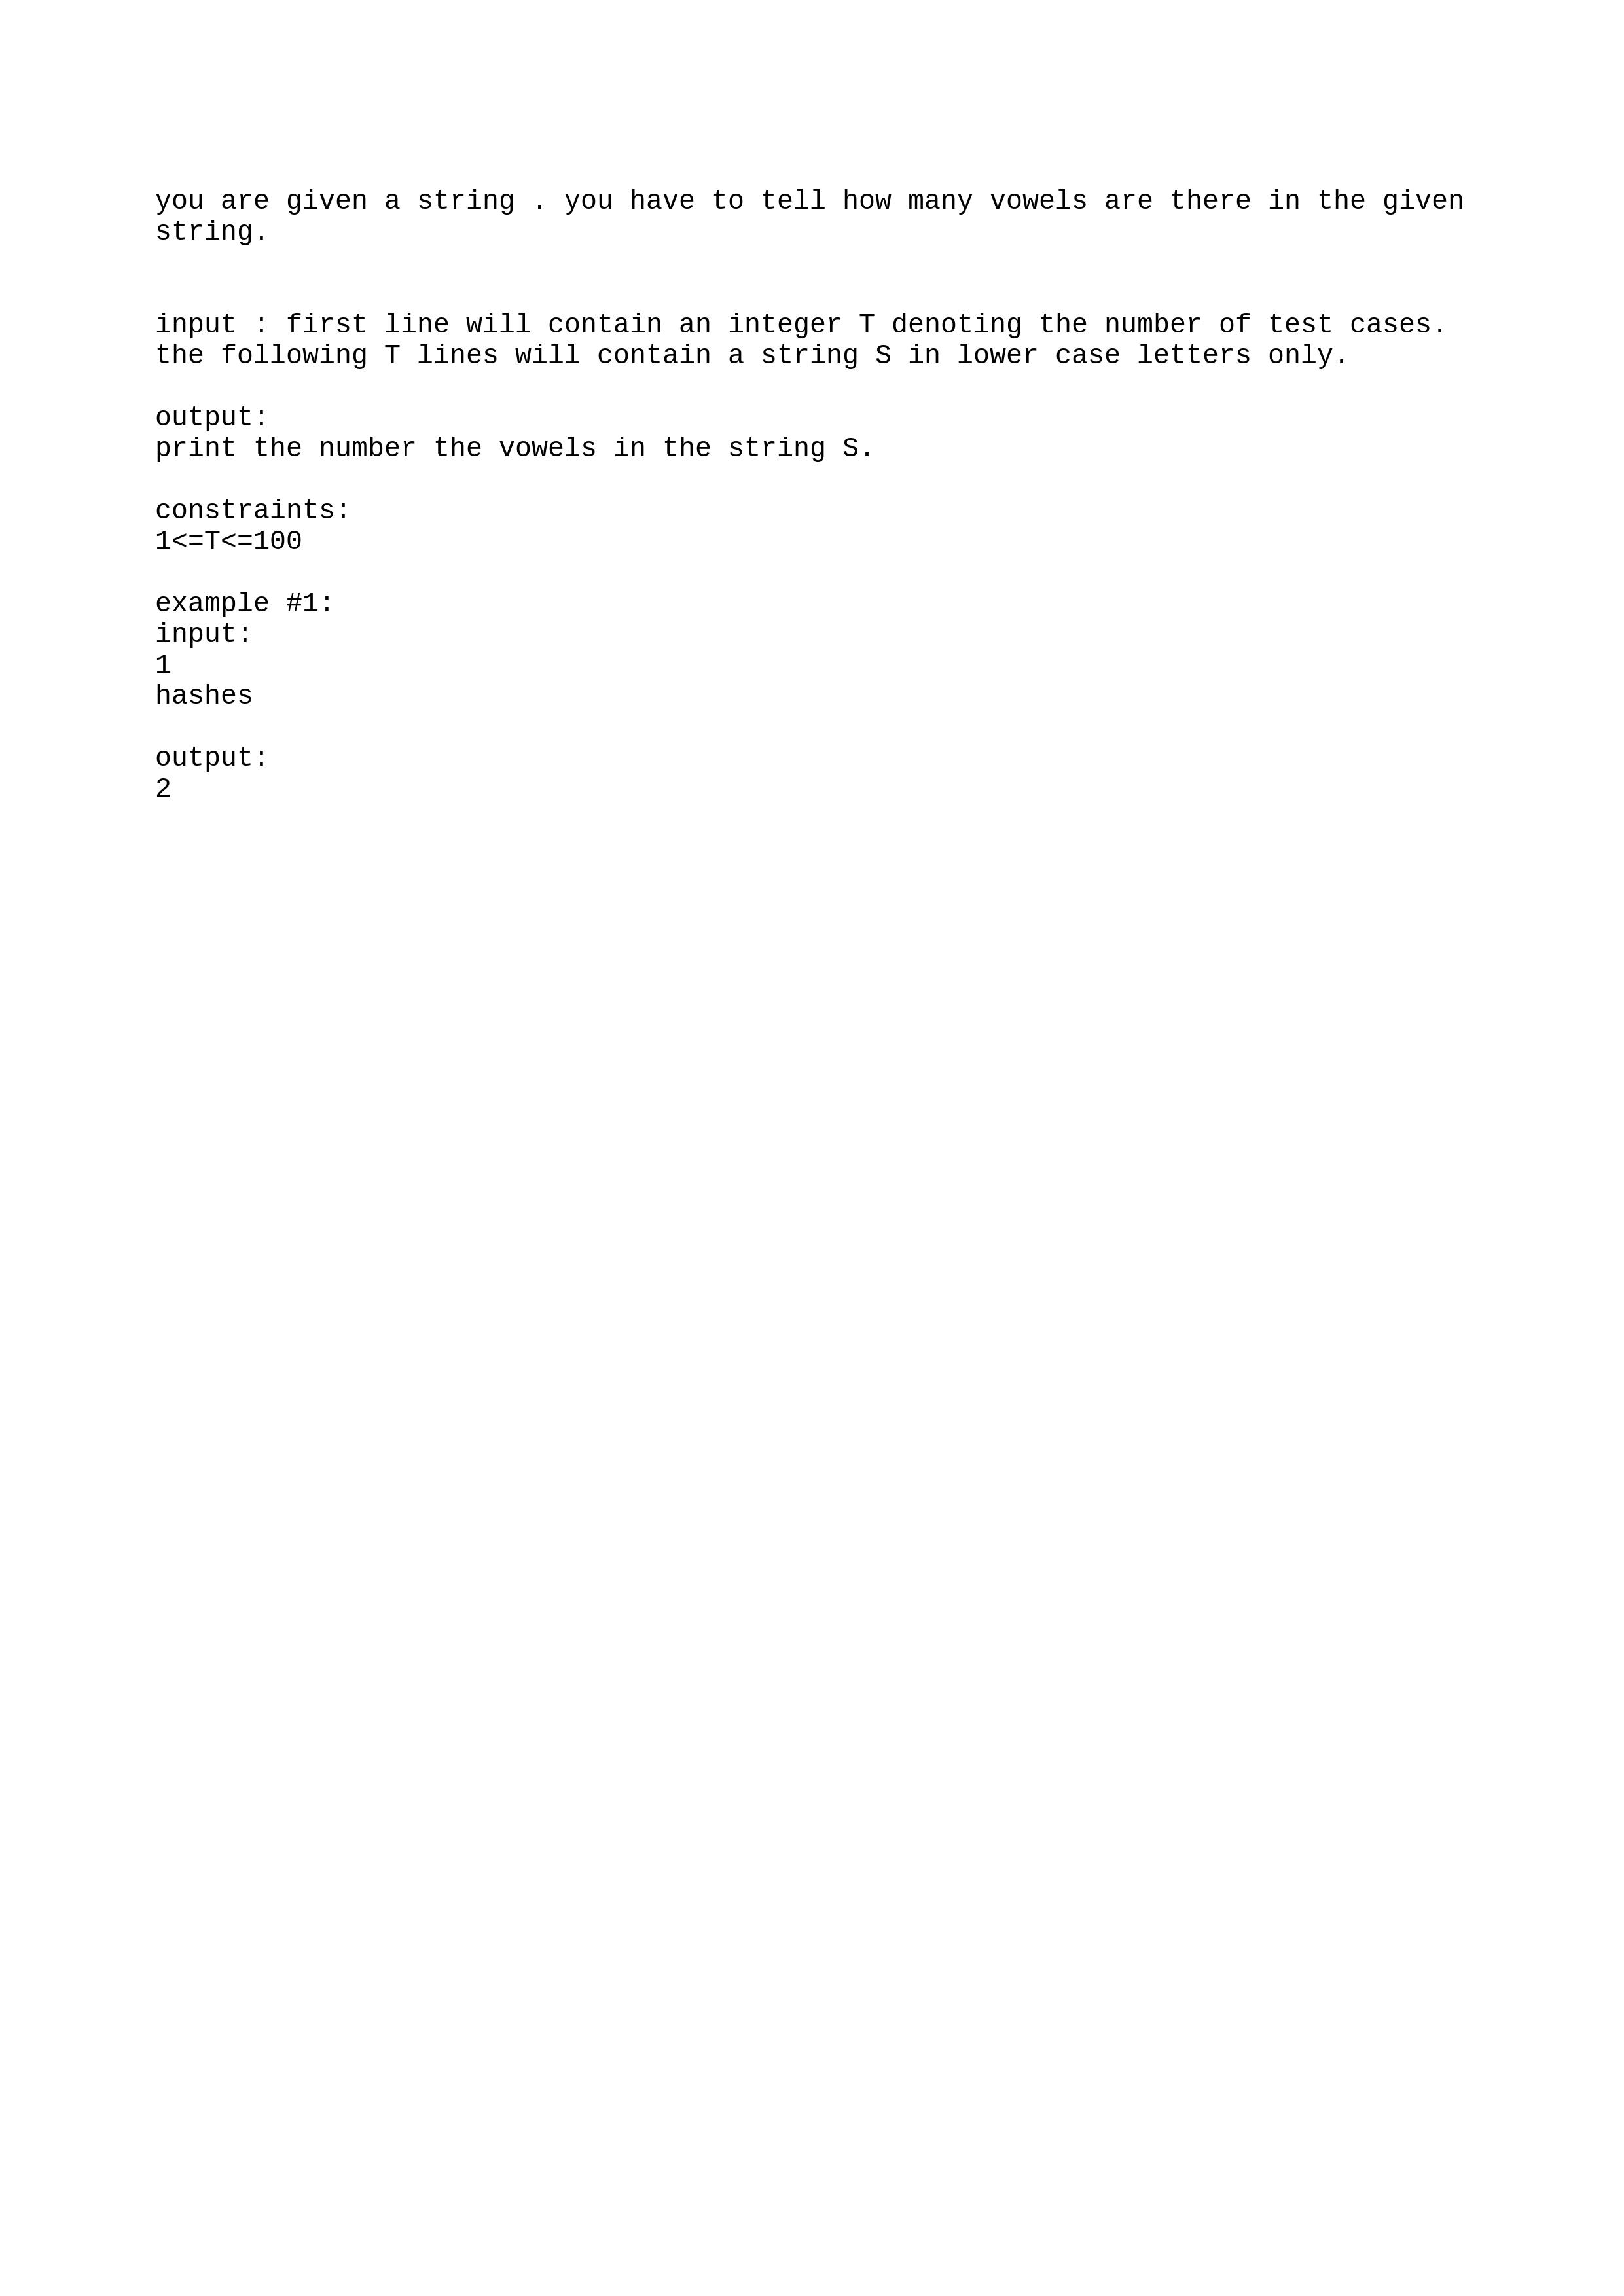 you are given a string . you have to tell how many vowels are there in the given
string.
input : first line will contain an integer T denoting the number of test cases.
the following T lines will contain a string S in lower case letters only.
output:
print the number the vowels in the string S.
constraints:
1<=T<=100
example #1:
input:
1
hashes
output:
2